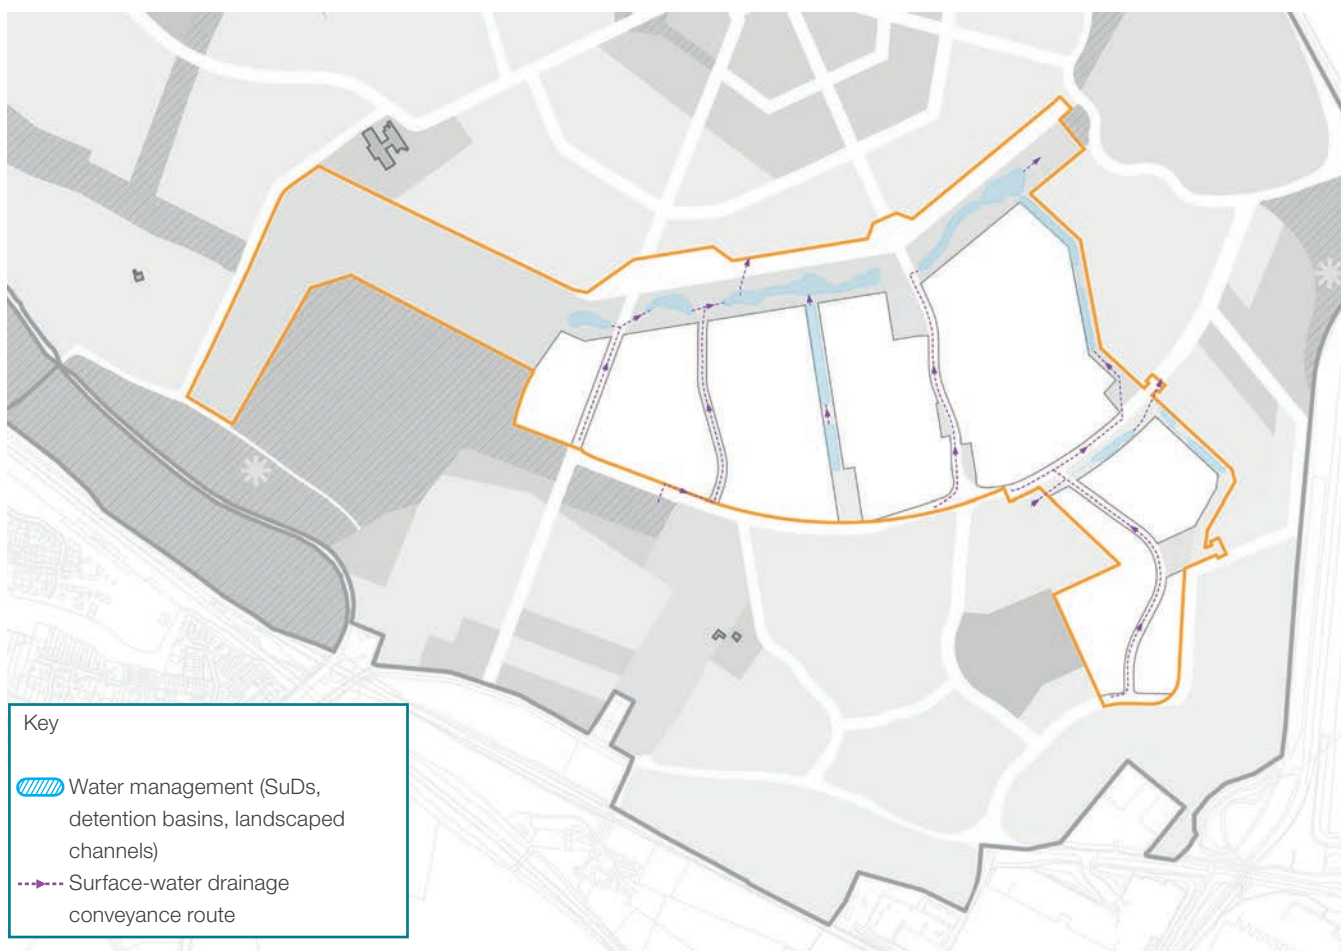 Key
Water management (SuDs,
detention basins, landscaped
channels)
Surface-water drainage
conveyance route